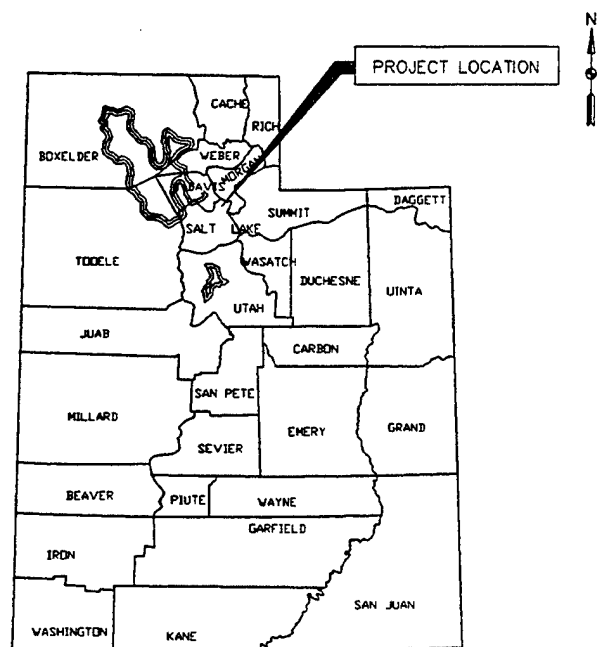 N
PROJECT LOCATION
CACHE
RICH
BOXELDER
WEBER
MORGAN
DAVIS
DAGGETT
SUMMIT
SALT LAKE
TOOELE
WASATCH
DUCHESNE
UINTA
UTAH
JUAB
CARBON
SAN PETE
MILLARD
EMERY
GRAND
SEVIER
BEAVER
PIUTE
WAYNE
GARFIELD
IRON
SAN JUAN
WASHINGTON
KANE